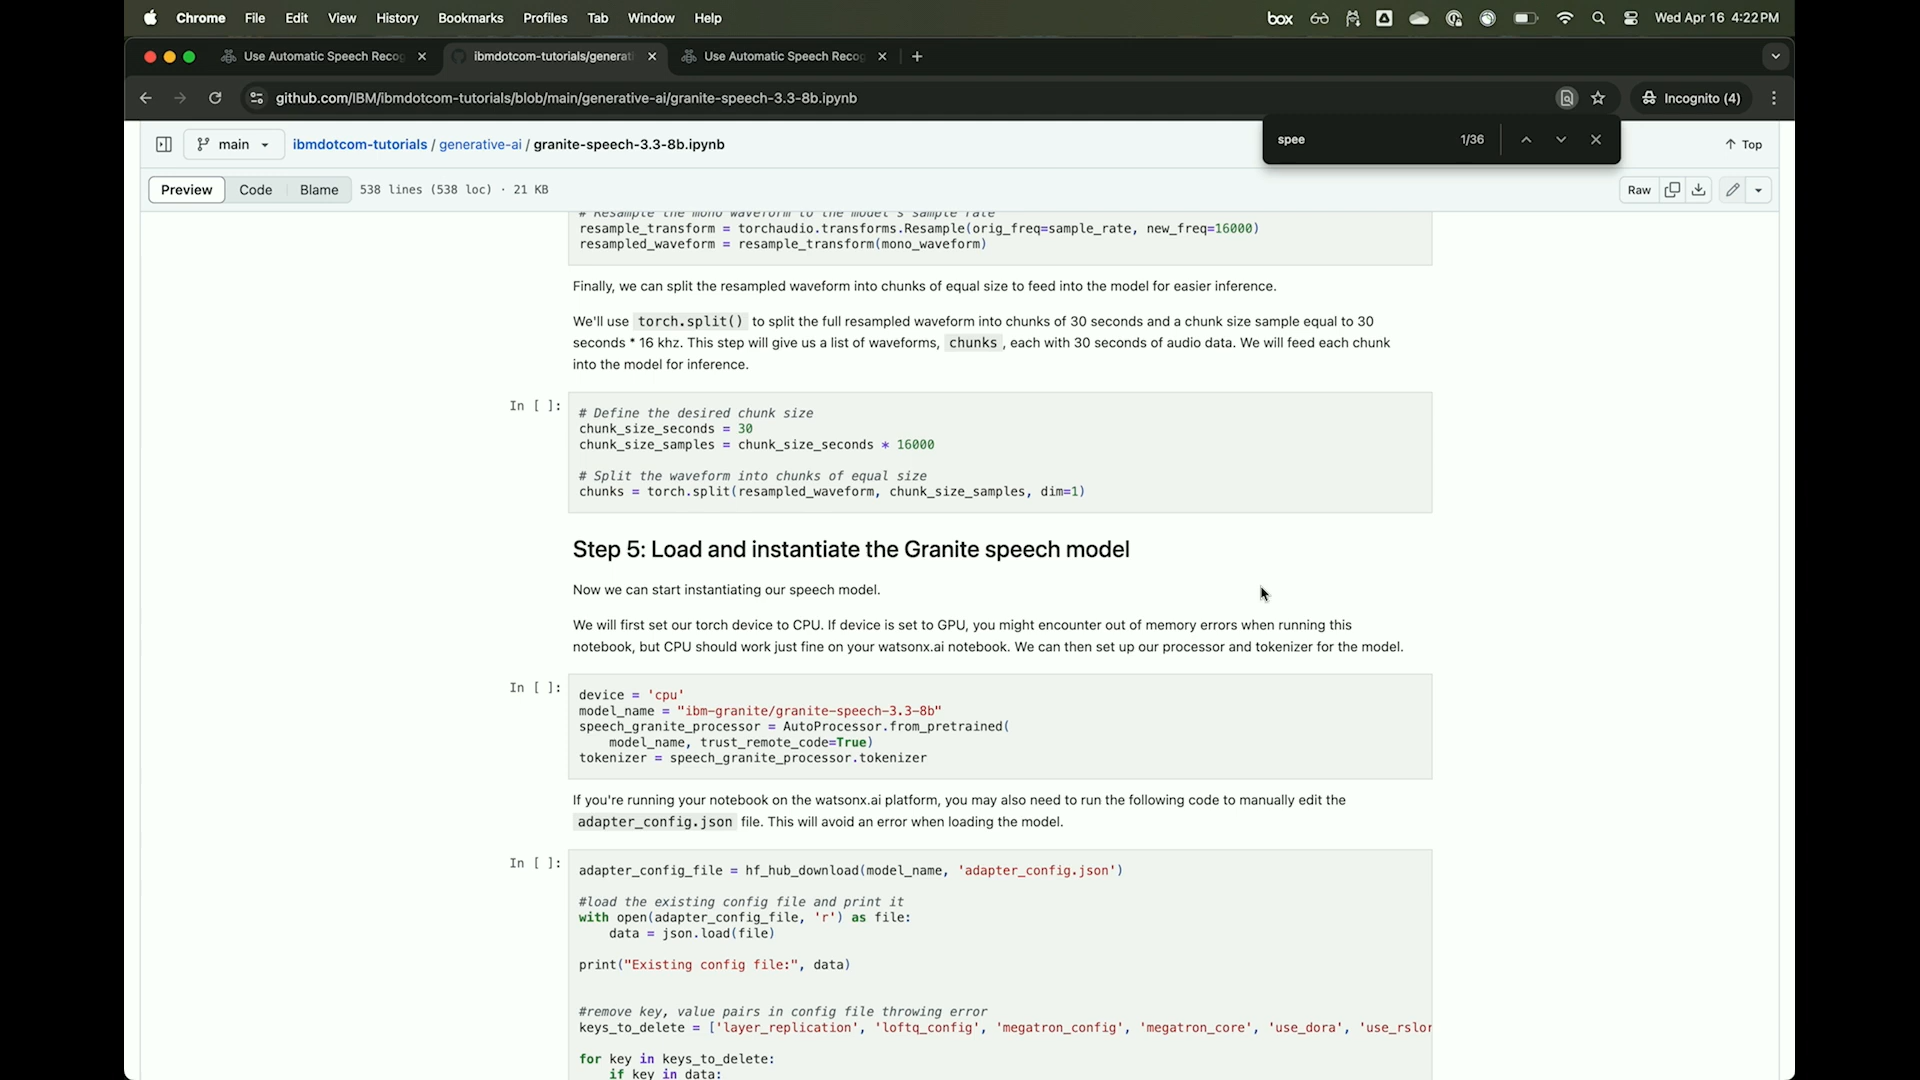 Chrome File Edit View History Bookmarks Profiles Tab Window Help box Wed Apr 16 4:22 PM
Use Automatic Speech Recog ibmdotcom-tutorials/generati Use Automatic Speech Recog
github.com/IBM/ibmdotcom-tutorials/blob/main/generative-ai/granite-speech-3.3-8b.ipynb Incognito (4)
spee 1/36
main ibmdotcom-tutorials / generative-ai / granite-speech-3.3-8b.ipynb Top
Preview Code Blame 538 lines (538 loc) · 21 KB Raw
# Resample the mono waveform to the model's sample rate
resample_transform = torchaudio.transforms.Resample(orig_freq=sample_rate, new_freq=16000)
resampled_waveform = resample_transform(mono_waveform)
Finally, we can split the resampled waveform into chunks of equal size to feed into the model for easier inference.
We'll use torch.split() to split the full resampled waveform into chunks of 30 seconds and a chunk size sample equal to 30
seconds * 16 khz. This step will give us a list of waveforms, chunks , each with 30 seconds of audio data. We will feed each chunk
into the model for inference.
In [ ]:
# Define the desired chunk size
chunk_size_seconds = 30
chunk_size_samples = chunk_size_seconds * 16000
# Split the waveform into chunks of equal size
chunks = torch.split(resampled_waveform, chunk_size_samples, dim=1)
Step 5: Load and instantiate the Granite speech model
Now we can start instantiating our speech model.
We will first set our torch device to CPU. If device is set to GPU, you might encounter out of memory errors when running this
notebook, but CPU should work just fine on your watsonx.ai notebook. We can then set up our processor and tokenizer for the model.
In [ ]:
device = 'cpu'
model_name = "ibm-granite/granite-speech-3.3-8b"
speech_granite_processor = AutoProcessor.from_pretrained(
model_name, trust_remote_code=True)
tokenizer = speech_granite_processor.tokenizer
If you're running your notebook on the watsonx.ai platform, you may also need to run the following code to manually edit the
adapter_config.json file. This will avoid an error when loading the model.
In [ ]:
adapter_config_file = hf_hub_download(model_name, 'adapter_config.json')
#load the existing config file and print it
with open(adapter_config_file, 'r') as file:
data = json.load(file)
print("Existing config file:", data)
#remove key, value pairs in config file throwing error
keys_to_delete = ['layer_replication', 'loftq_config', 'megatron_config', 'megatron_core', 'use_dora', 'use_rslor
for key in keys_to_delete:
if key in data: